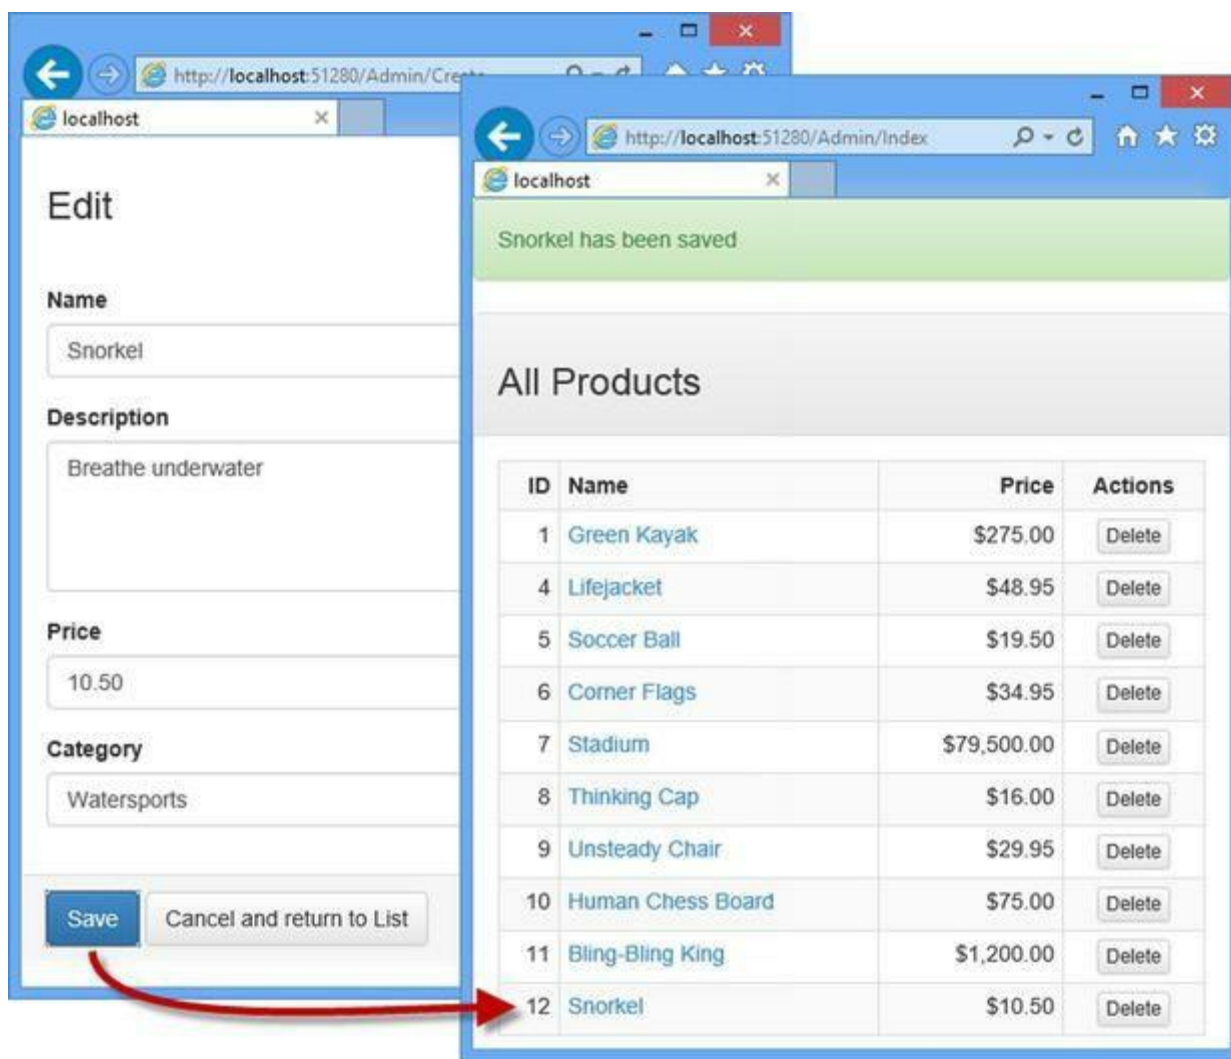 http://localhost:51280/Admin/Create
localhost
Edit
Name
Snorkel
Description
Breathe underwater
Price
10.50
Category
Watersports
Save Cancel and return to List
http://localhost:51280/Admin/Index
localhost
Snorkel has been saved
All Products
ID Name Price Actions
1 Green Kayak $275.00 Delete
4 Lifejacket $48.95 Delete
5 Soccer Ball $19.50 Delete
6 Corner Flags $34.95 Delete
7 Stadium $79,500.00 Delete
8 Thinking Cap $16.00 Delete
9 Unsteady Chair $29.95 Delete
10 Human Chess Board $75.00 Delete
11 Bling-Bling King $1,200.00 Delete
12 Snorkel $10.50 Delete